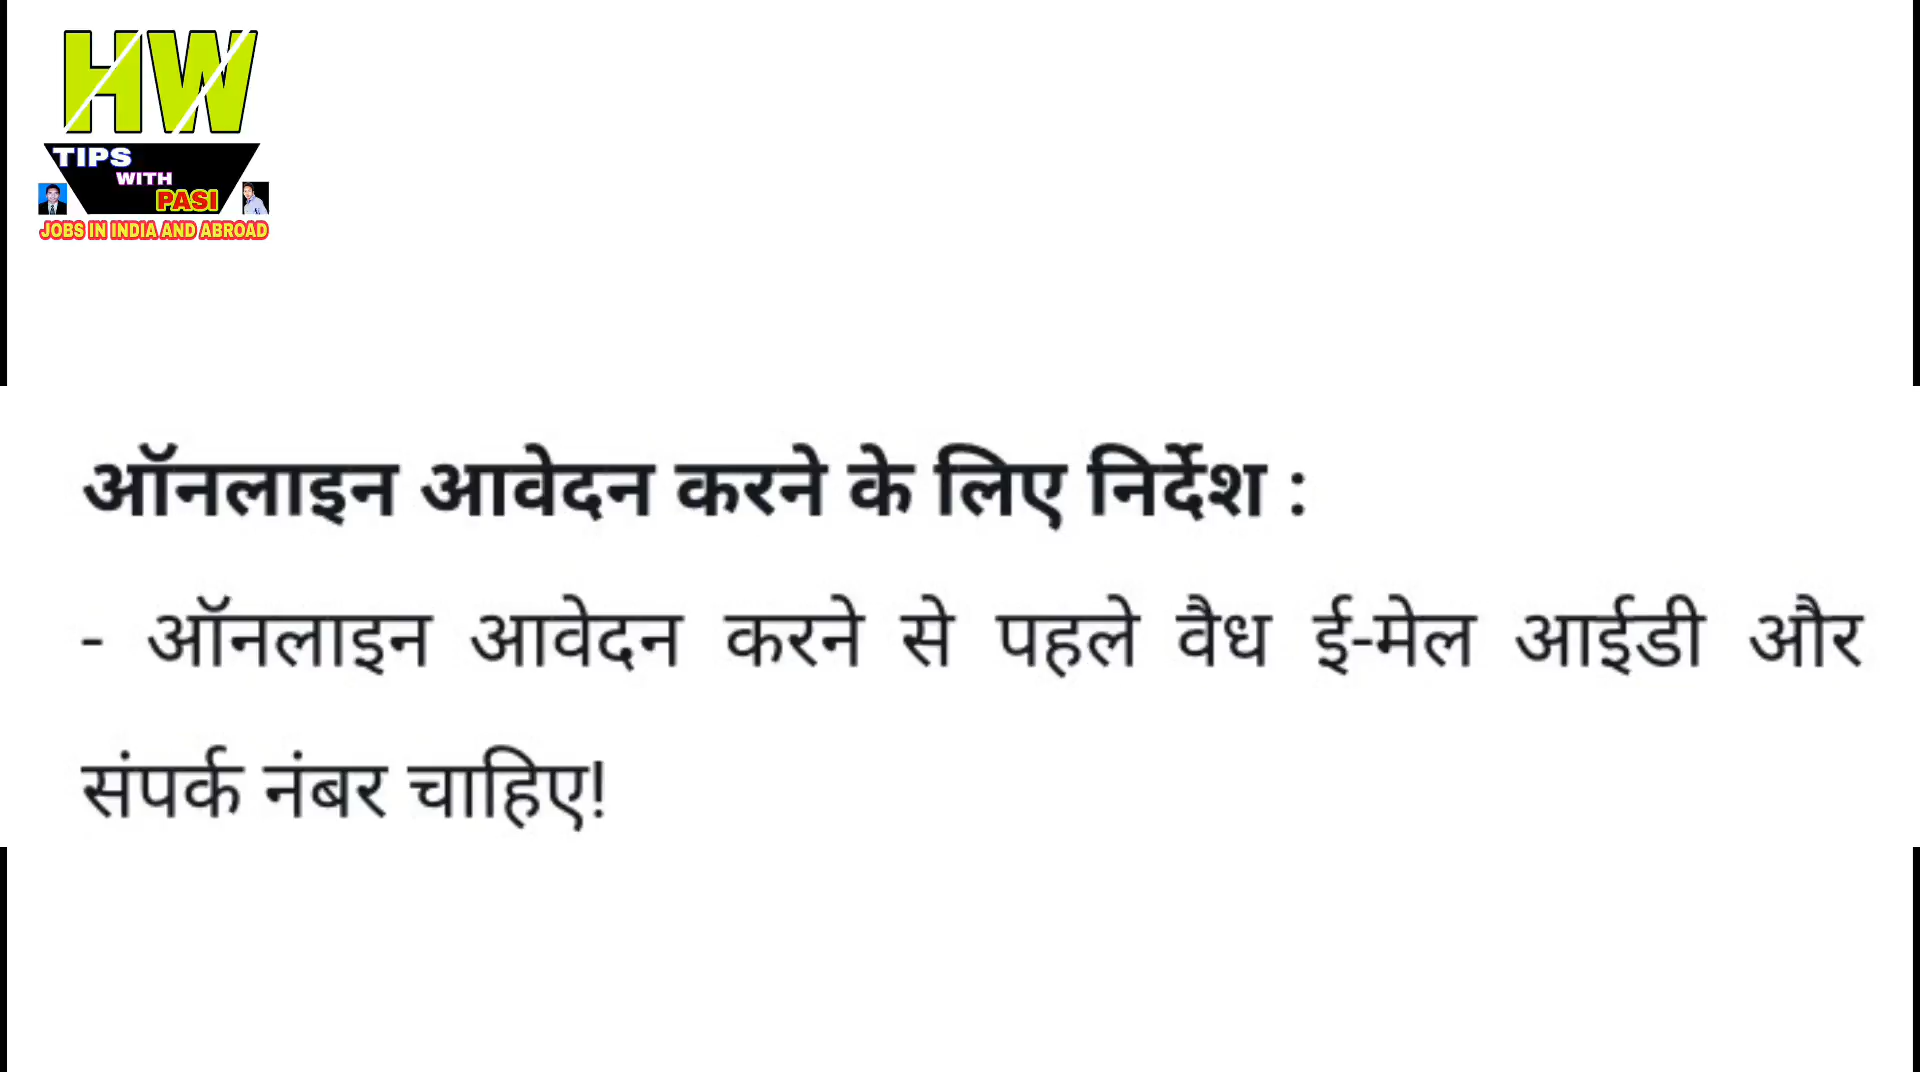 HW
TIPS
WITH
PASI
JOBS IN INDIA AND ABROAD
ऑनलाइन आवेदन करने के लिए निर्देश :
- ऑनलाइन आवेदन करने से पहले वैध ई-मेल आईडी और
संपर्क नंबर चाहिए!